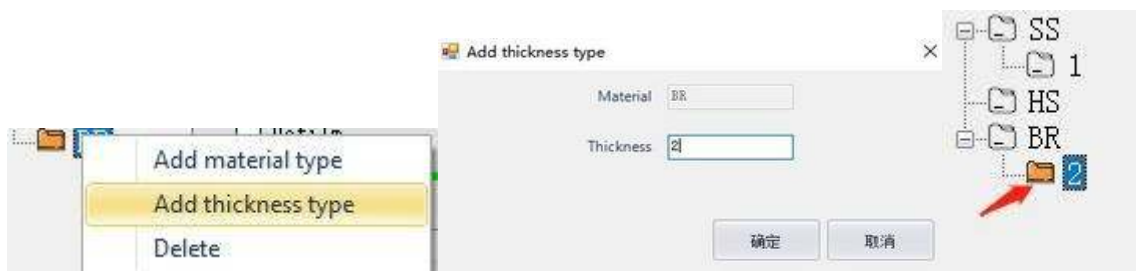 Add material type
Add thickness type
Delete
Add thickness type
Material BR
Thickness 2
确定 取消
SS
1
HS
BR
2